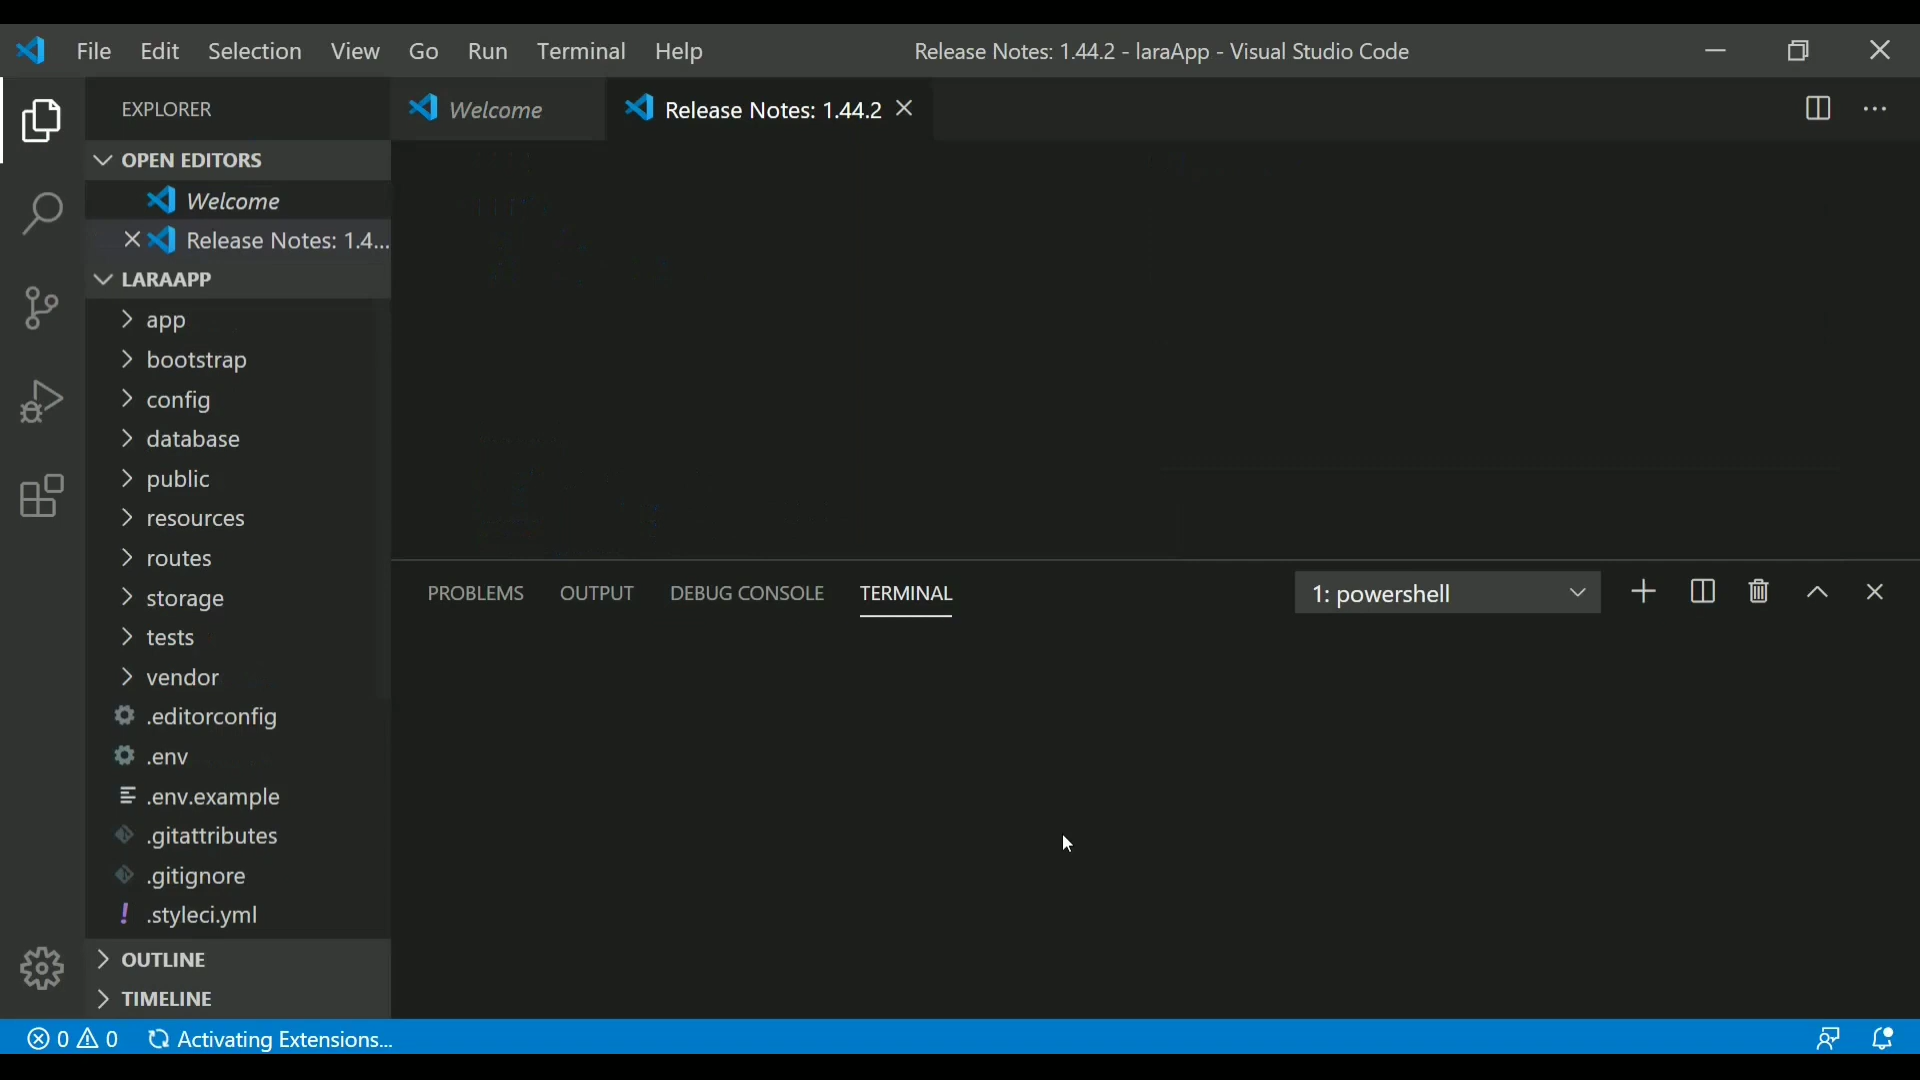 File Edit Selection View Go Run Terminal Help
Release Notes: 1.44.2 - laraApp - Visual Studio Code
EXPLORER
Welcome
Release Notes: 1.44.2
OPEN EDITORS
Welcome
Release Notes: 1.4...
LARAAPP
app
bootstrap
config
database
public
resources
routes
storage
tests
vendor
.editorconfig
.env
.env.example
.gitattributes
.gitignore
.styleci.yml
OUTLINE
TIMELINE
PROBLEMS OUTPUT DEBUG CONSOLE TERMINAL
1: powershell
0 0 Activating Extensions...